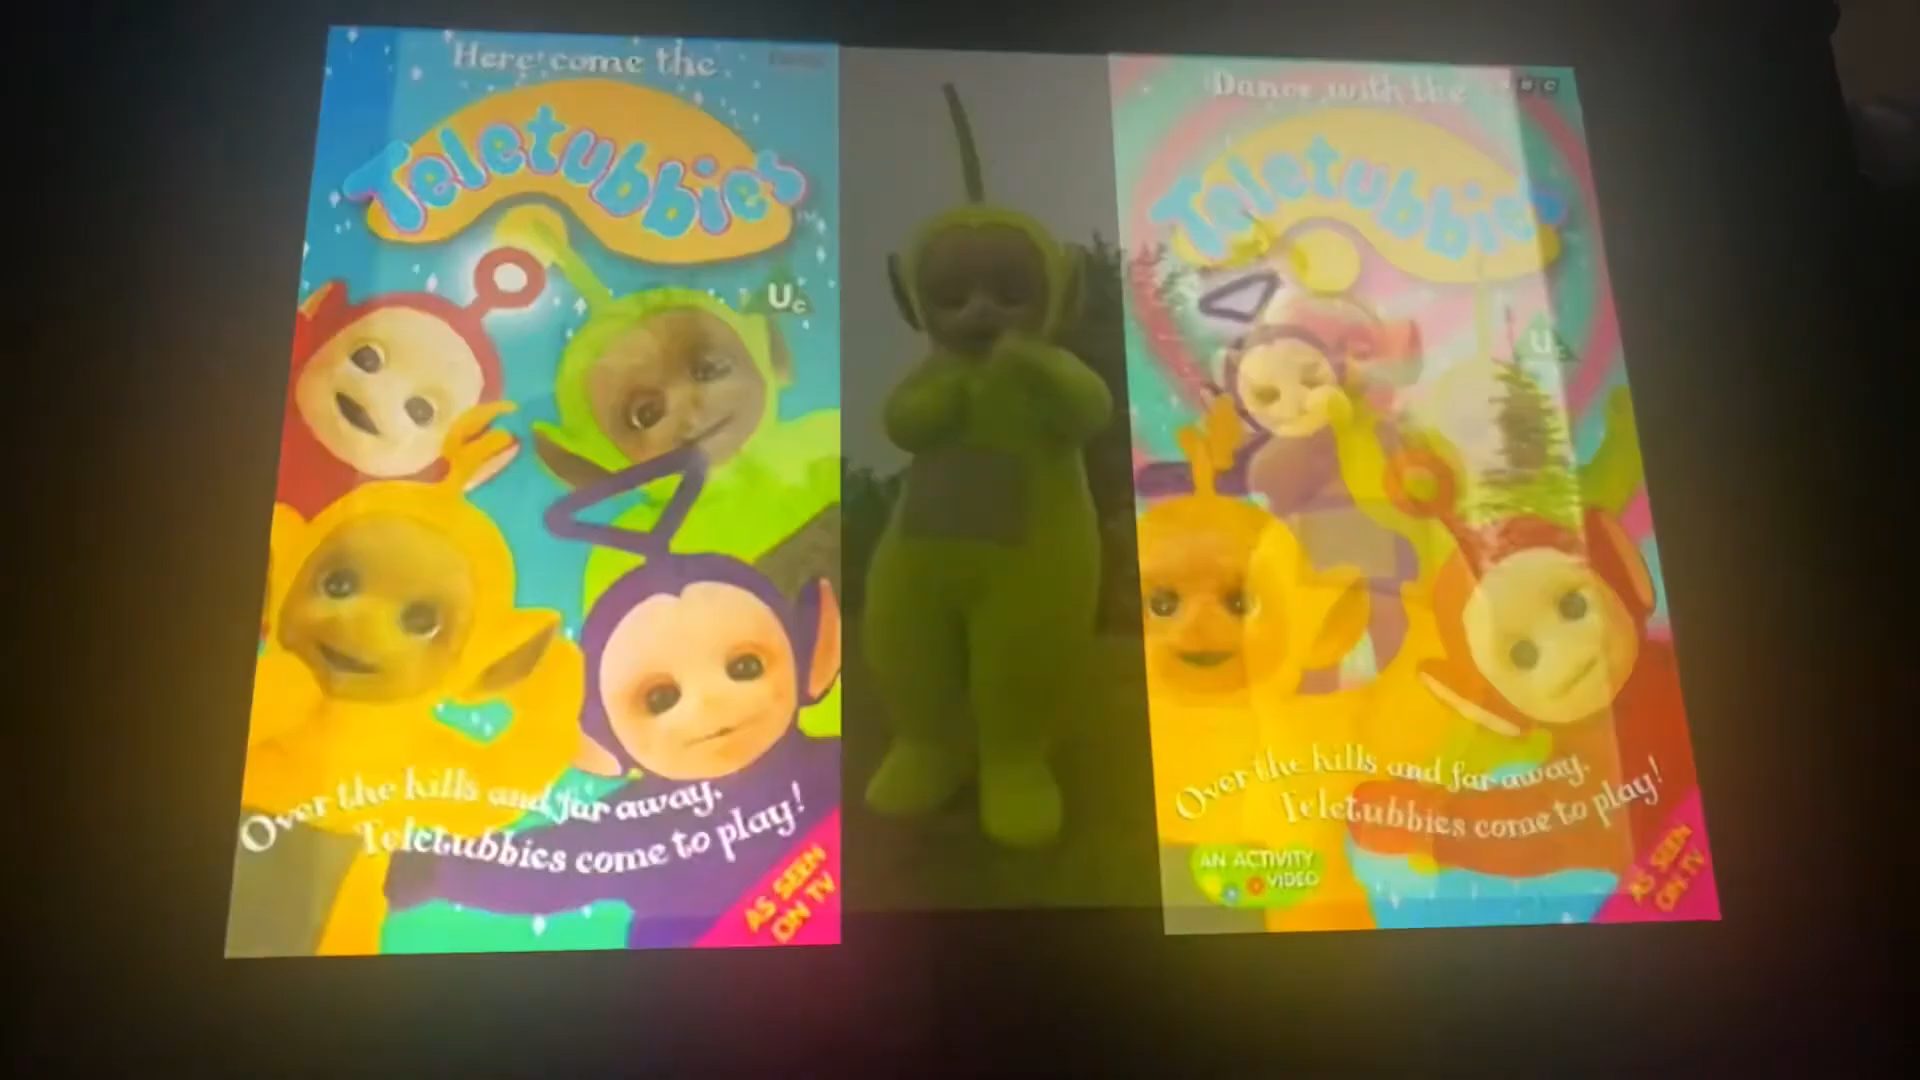 Here come the
Teletubbies
Uc
Over the hills and far away,
Teletubbies come to play!
AS SEEN
ON TV
Dance with the
BBC
Teletubbies
Uc
Over the hills and far away,
Teletubbies come to play!
AN ACTIVITY
VIDEO
AS SEEN
ON TV